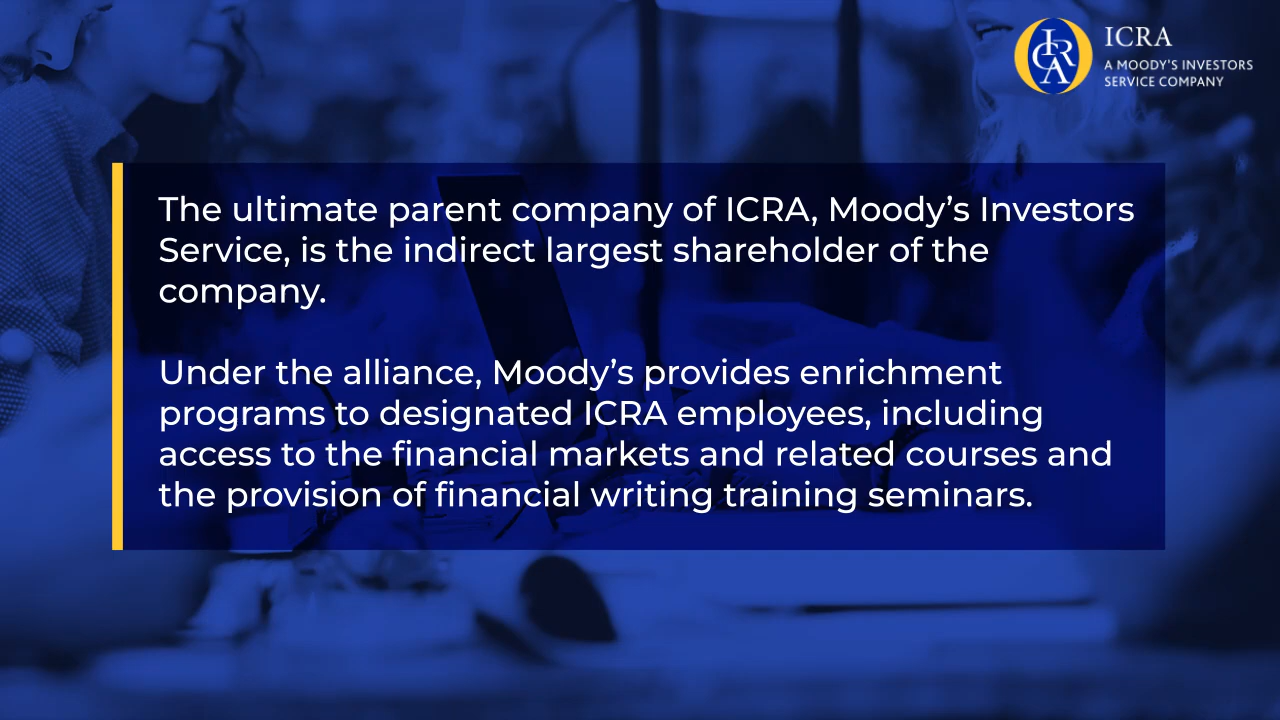 ICRA
ICRA
A MOODY'S INVESTORS
SERVICE COMPANY
The ultimate parent company of ICRA, Moody’s Investors
Service, is the indirect largest shareholder of the
company.
Under the alliance, Moody’s provides enrichment
programs to designated ICRA employees, including
access to the financial markets and related courses and
the provision of financial writing training seminars.